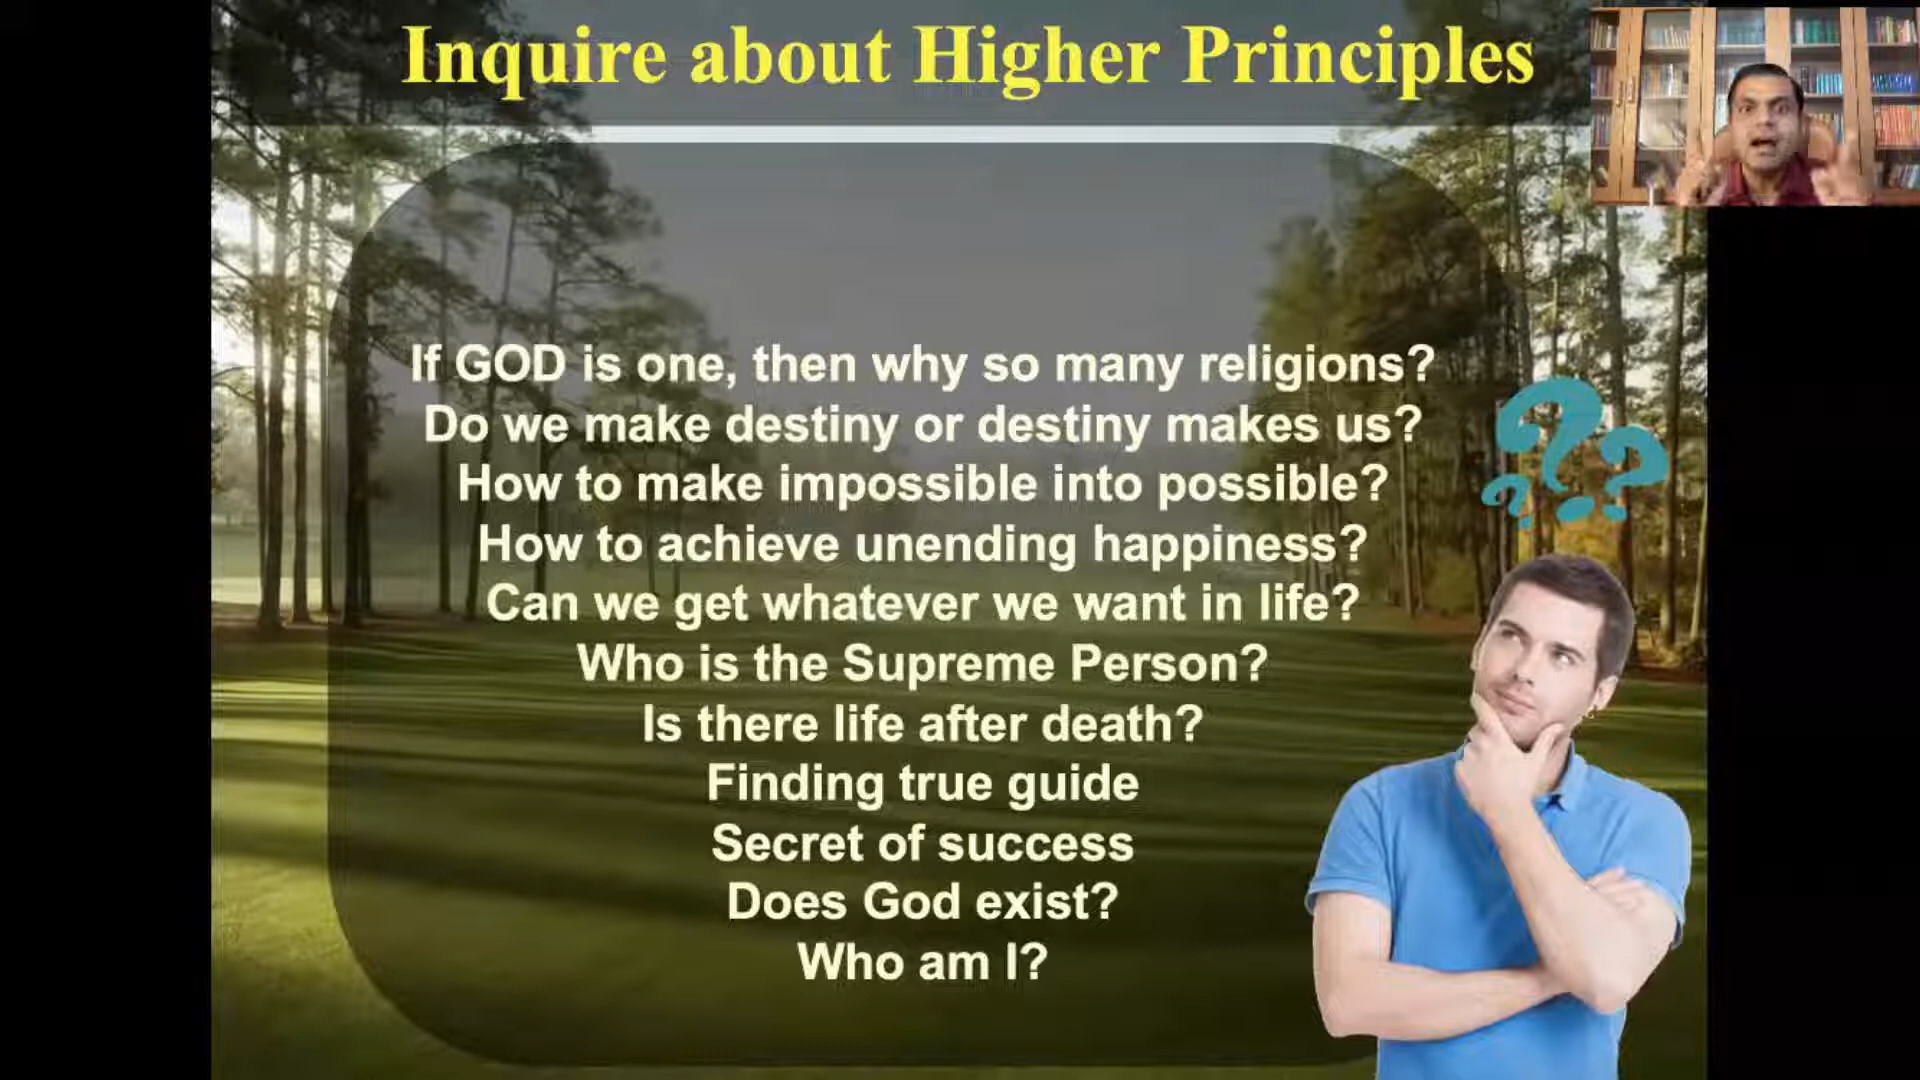 Inquire about Higher Principles
If GOD is one, then why so many religions?
Do we make destiny or destiny makes us?
How to make impossible into possible?
How to achieve unending happiness?
Can we get whatever we want in life?
Who is the Supreme Person?
Is there life after death?
Finding true guide
Secret of success
Does God exist?
Who am I?